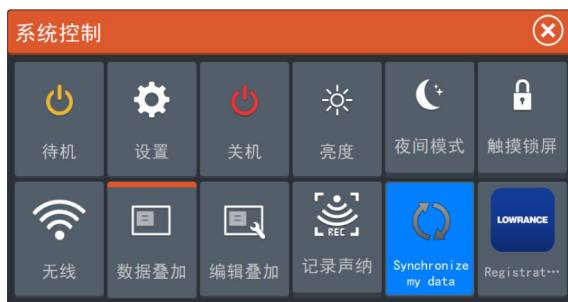 系统控制
待机
设置
关机
亮度
夜间模式
触摸锁屏
REC
LOWRANCE
无线
数据叠加
编辑叠加
记录声纳
Synchronize
my data
Registrat···